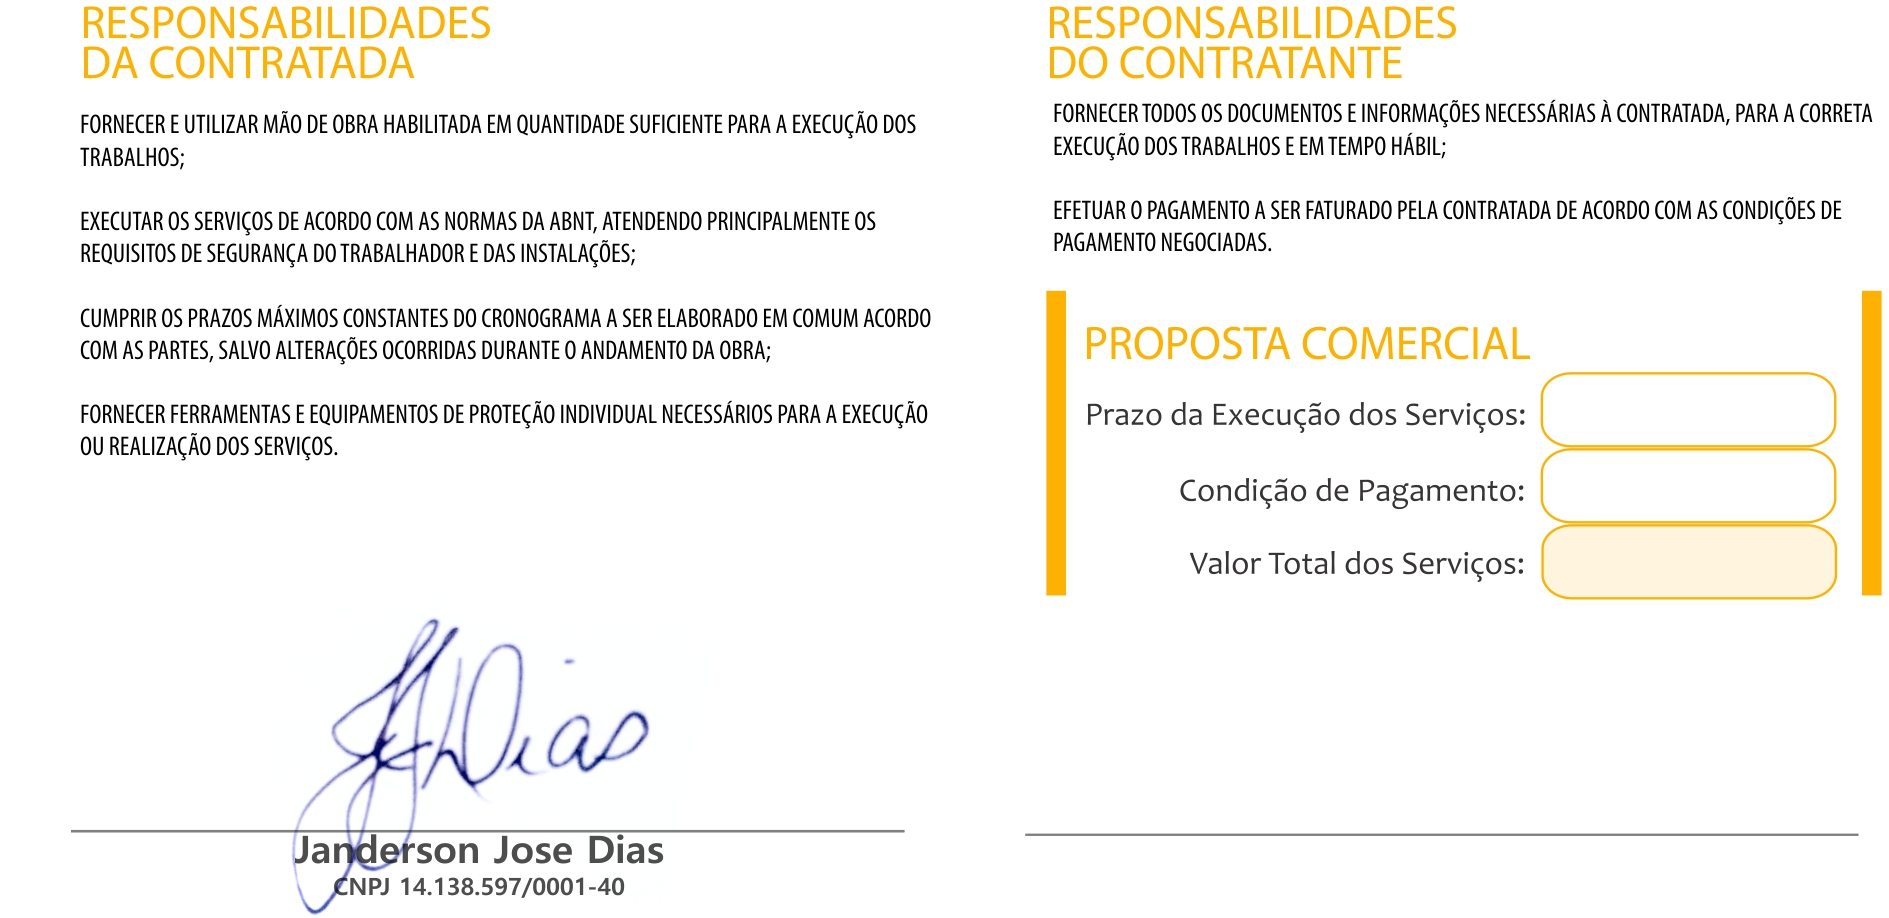 RESPONSABILIDADES
DA CONTRATADA
FORNECER E UTILIZAR MÃO DE OBRA HABILITADA EM QUANTIDADE SUFICIENTE PARA A EXECUÇÃO DOS
TRABALHOS;
EXECUTAR OS SERVIÇOS DE ACORDO COM AS NORMAS DA ABNT, ATENDENDO PRINCIPALMENTE OS
REQUISITOS DE SEGURANÇA DO TRABALHADOR E DAS INSTALAÇÕES;
CUMPRIR OS PRAZOS MÁXIMOS CONSTANTES DO CRONOGRAMA A SER ELABORADO EM COMUM ACORDO
COM AS PARTES, SALVO ALTERAÇÕES OCORRIDAS DURANTE O ANDAMENTO DA OBRA;
FORNECER FERRAMENTAS E EQUIPAMENTOS DE PROTEÇÃO INDIVIDUAL NECESSÁRIOS PARA A EXECUÇÃO
OU REALIZAÇÃO DOS SERVIÇOS.
JJDias
Janderson Jose Dias
CNPJ 14.138.597/0001-40
RESPONSABILIDADES
DO CONTRATANTE
FORNECER TODOS OS DOCUMENTOS E INFORMAÇÕES NECESSÁRIAS À CONTRATADA, PARA A CORRETA
EXECUÇÃO DOS TRABALHOS E EM TEMPO HÁBIL;
EFETUAR O PAGAMENTO A SER FATURADO PELA CONTRATADA DE ACORDO COM AS CONDIÇÕES DE
PAGAMENTO NEGOCIADAS.
PROPOSTA COMERCIAL
Prazo da Execução dos Serviços:
Condição de Pagamento:
Valor Total dos Serviços: